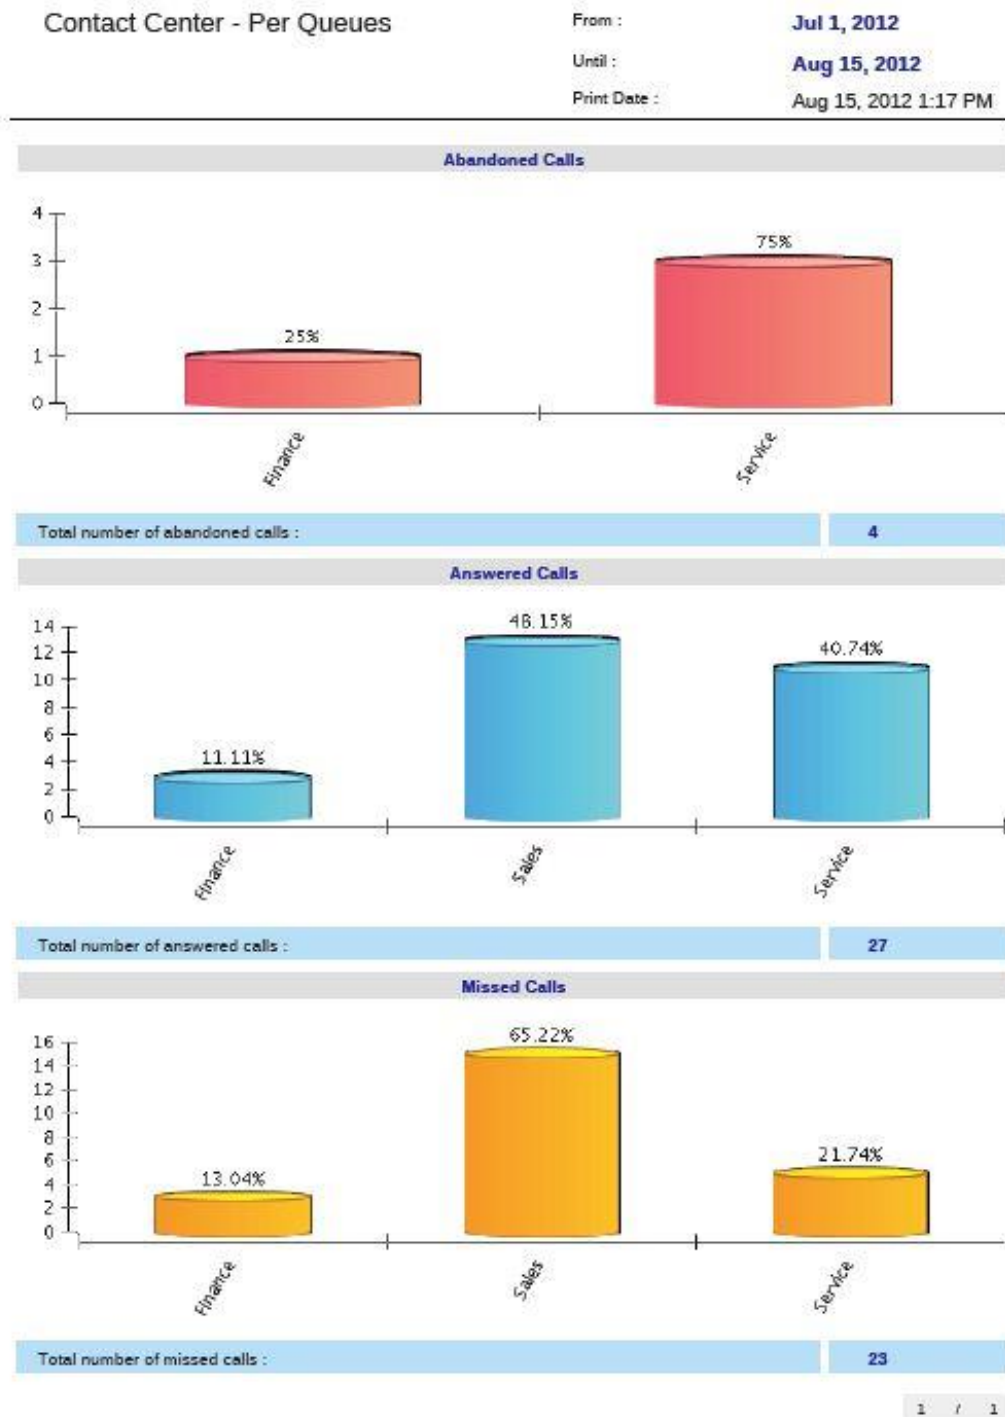 Contact Center - Per Queues
From :
Jul 1, 2012
Until :
Aug 15, 2012
Print Date :
Aug 15, 2012 1:17 PM
Abandoned Calls
4
3
2
1
0
25%
75%
Finance
Service
Total number of abandoned calls :
4
Answered Calls
14
12
10
8
6
4
2
0
11.11%
48.15%
40.74%
Finance
Sales
Service
Total number of answered calls :
27
Missed Calls
16
14
12
10
8
6
4
2
0
13.04%
65.22%
21.74%
Finance
Sales
Service
Total number of missed calls :
23
1 / 1